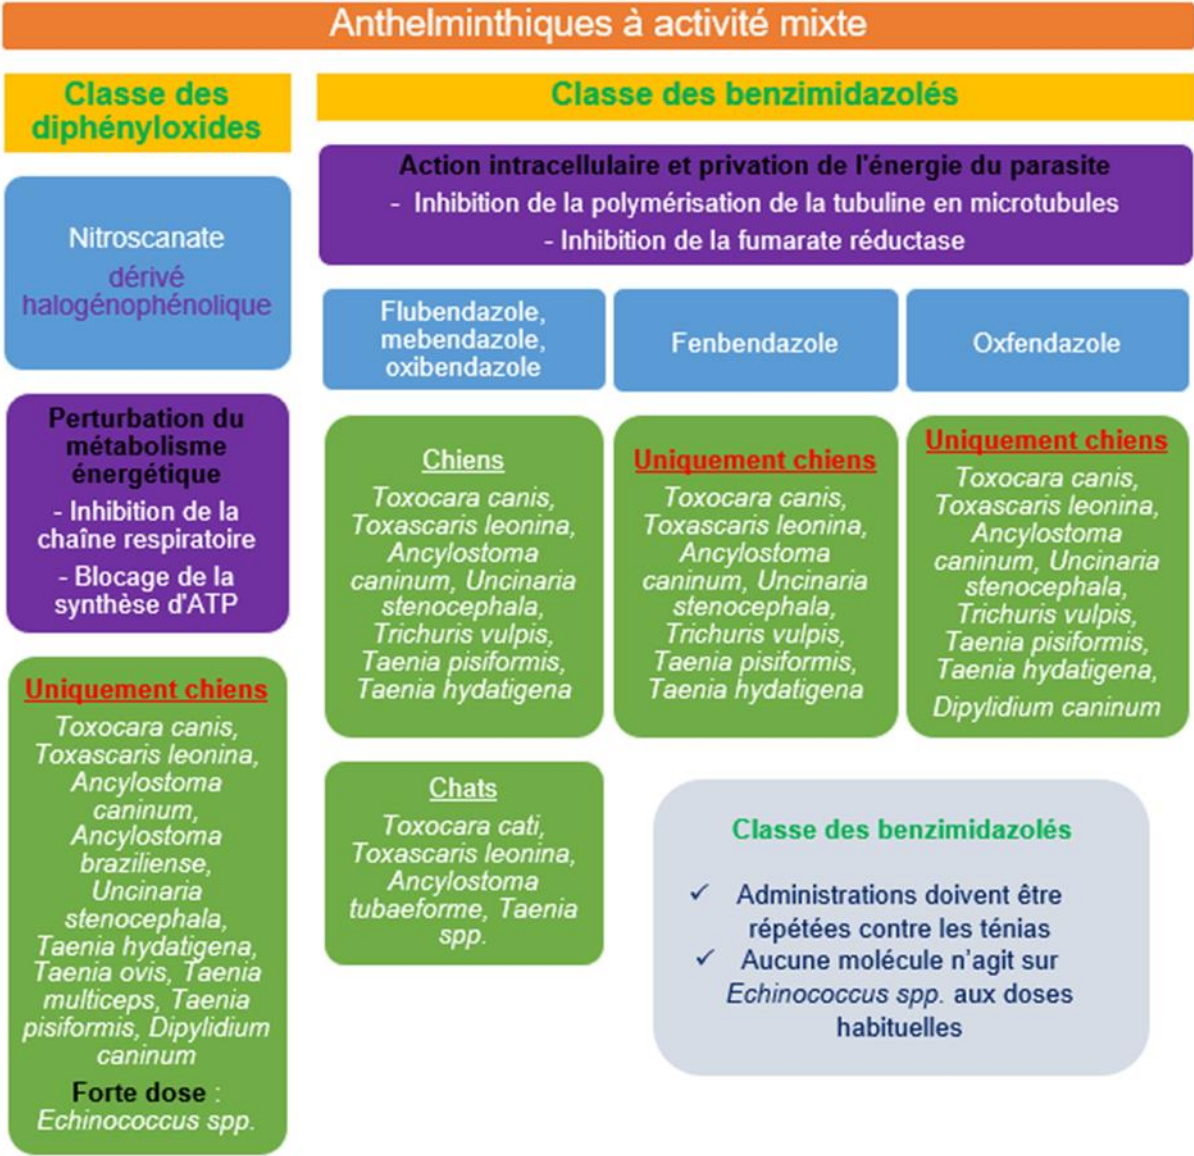 Anthelminthiques à activité mixte
Classe des
diphényloxides
Nitroscanate
dérivé
halogénophénolique
Perturbation du
métabolisme
énergétique
- Inhibition de la
chaîne respiratoire
- Blocage de la
synthèse d'ATP
Uniquement chiens
Toxocara canis,
Toxascaris leonina,
Ancylostoma
caninum,
Ancylostoma
braziliense,
Uncinaria
stenocephala,
Taenia hydatigena,
Taenia ovis, Taenia
multiceps, Taenia
pisiformis, Dipylidium
caninum
Forte dose :
Echinococcus spp.
Classe des benzimidazolés
Action intracellulaire et privation de l'énergie du parasite
- Inhibition de la polymérisation de la tubuline en microtubules
- Inhibition de la fumarate réductase
Flubendazole,
mebendazole,
oxibendazole
Chiens
Toxocara canis,
Toxascaris leonina,
Ancylostoma
caninum, Uncinaria
stenocephala,
Trichuris vulpis,
Taenia pisiformis,
Taenia hydatigena
Chats
Toxocara cati,
Toxascaris leonina,
Ancylostoma
tubaeforme, Taenia
spp.
Fenbendazole
Uniquement chiens
Toxocara canis,
Toxascaris leonina,
Ancylostoma
caninum, Uncinaria
stenocephala,
Trichuris vulpis,
Taenia pisiformis,
Taenia hydatigena
Oxfendazole
Uniquement chiens
Toxocara canis,
Toxascaris leonina,
Ancylostoma
caninum, Uncinaria
stenocephala,
Trichuris vulpis,
Taenia pisiformis,
Taenia hydatigena,
Dipylidium caninum
Classe des benzimidazolés
✓ Administrations doivent être
répétées contre les ténias
✓ Aucune molécule n'agit sur
Echinococcus spp. aux doses
habituelles